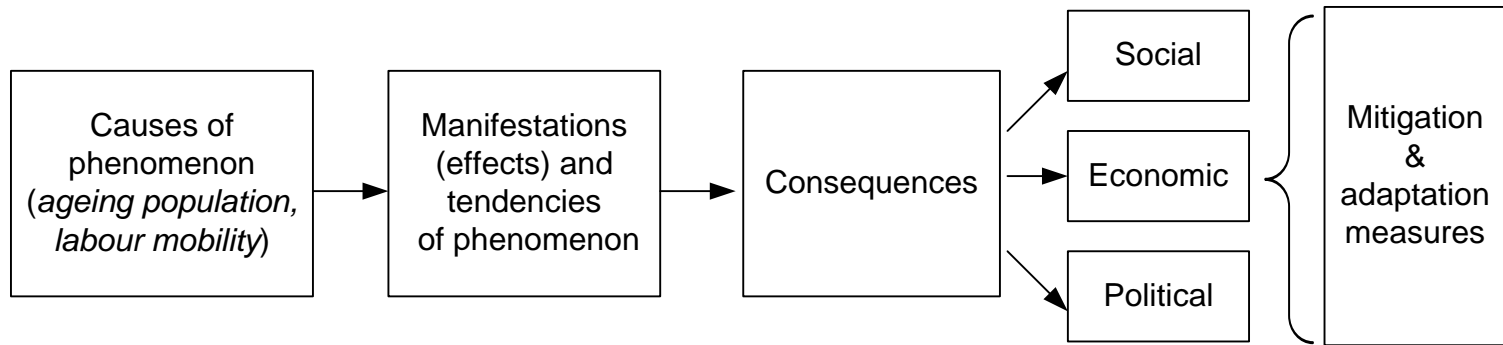 Causes of
phenomenon
(ageing population,
labour mobility)
Manifestations
(effects) and
tendencies
of phenomenon
Consequences
Social
Economic
Political
Mitigation
&
adaptation
measures